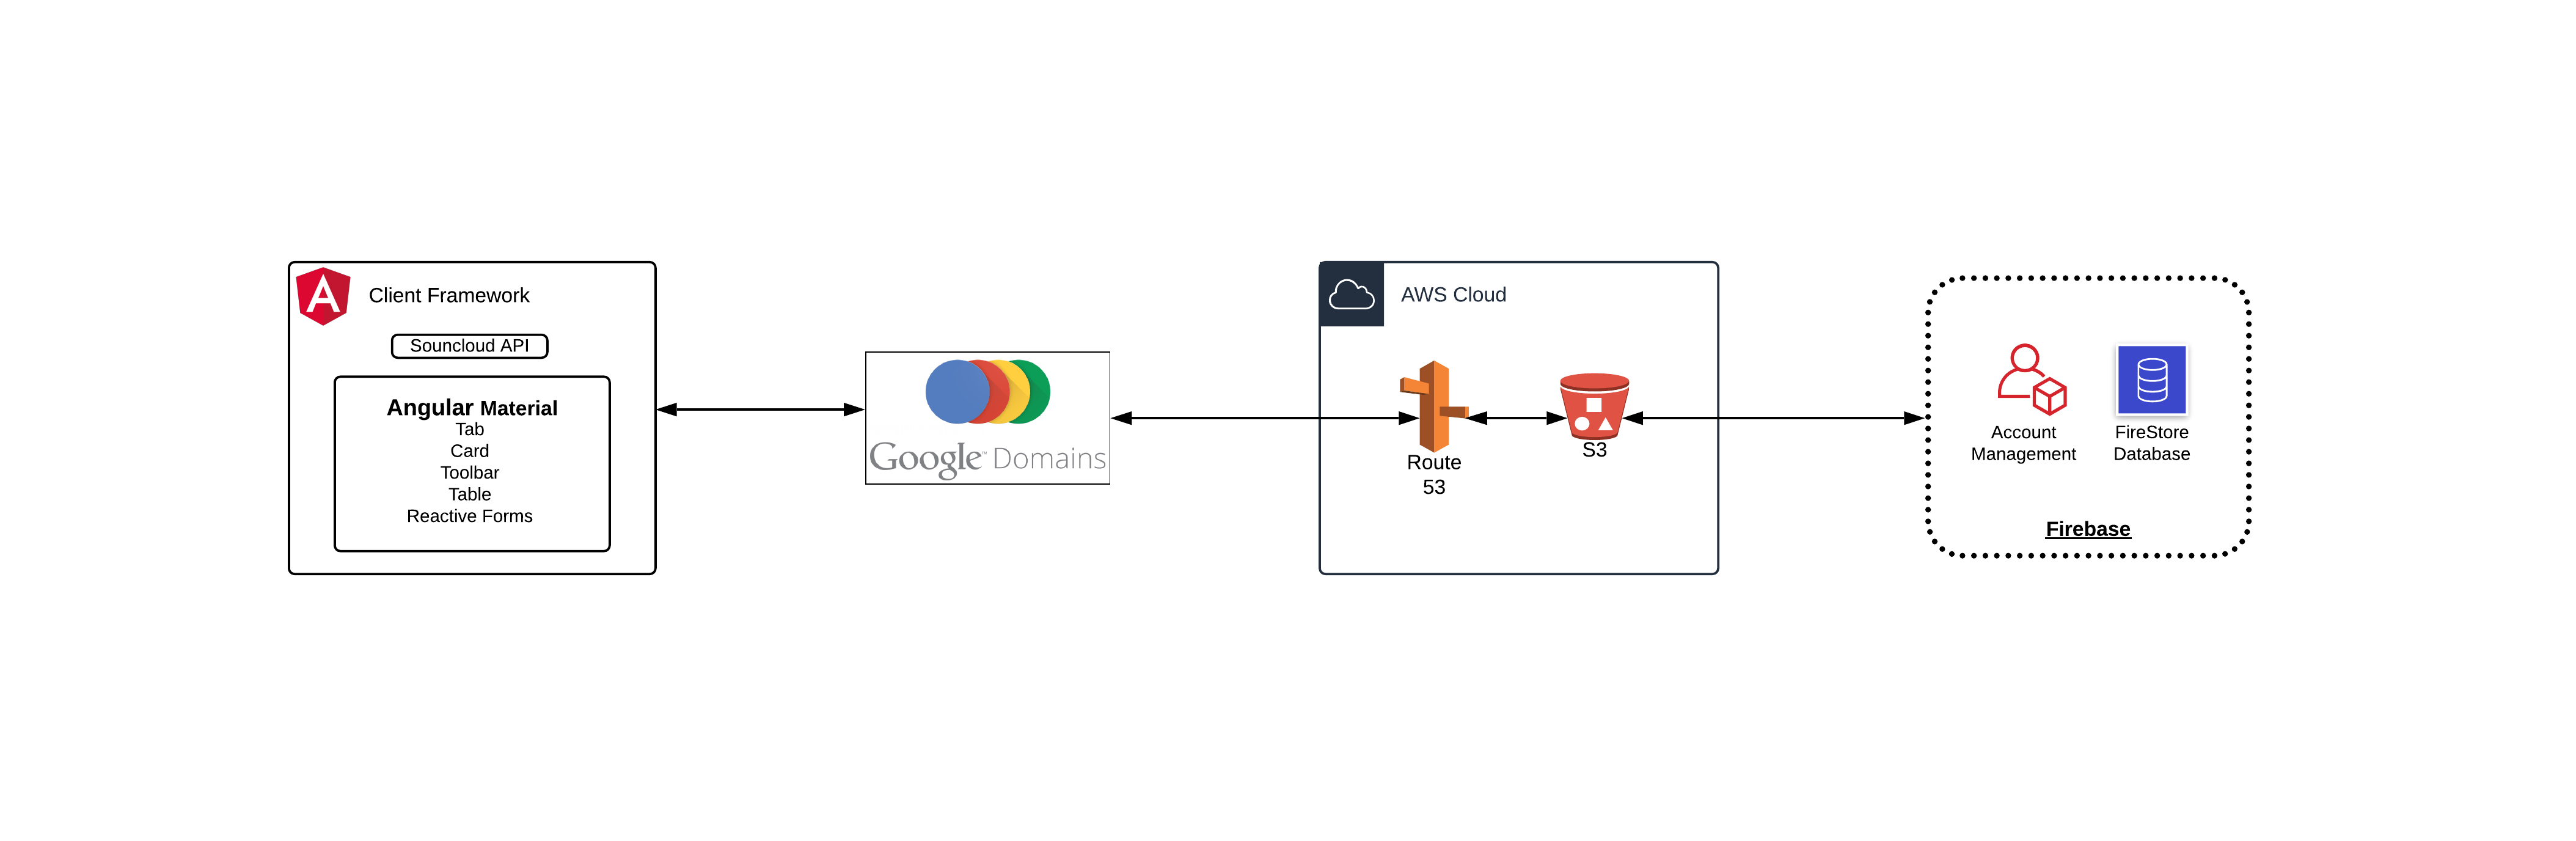 Client Framework
Souncloud API
Angular Material
Tab
Card
Toolbar
Table
Reactive Forms
Google™ Domains
AWS Cloud
Route
53
S3
Account
Management
FireStore
Database
Firebase